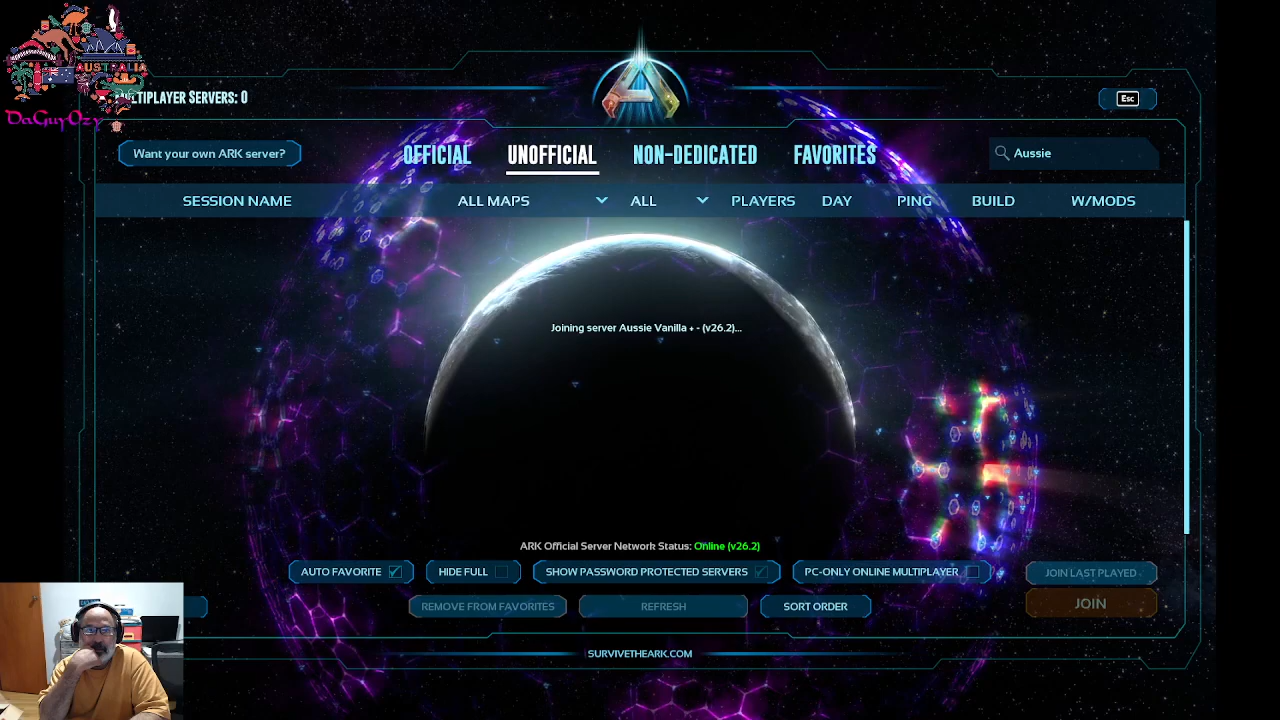 AUSTRALIA
DaGuyOzy
MULTIPLAYER SERVERS: 0
Esc
Want your own ARK server?
OFFICIAL
UNOFFICIAL
NON-DEDICATED
FAVORITES
Aussie
SESSION NAME
ALL MAPS
ALL
PLAYERS
DAY
PING
BUILD
W/MODS
Joining server Aussie Vanilla + - (v26.2)...
ARK Official Server Network Status: Online (v26.2)
AUTO FAVORITE
HIDE FULL
SHOW PASSWORD PROTECTED SERVERS
PC-ONLY ONLINE MULTIPLAYER
JOIN LAST PLAYED
REMOVE FROM FAVORITES
REFRESH
SORT ORDER
JOIN
SURVIVETHEARK.COM